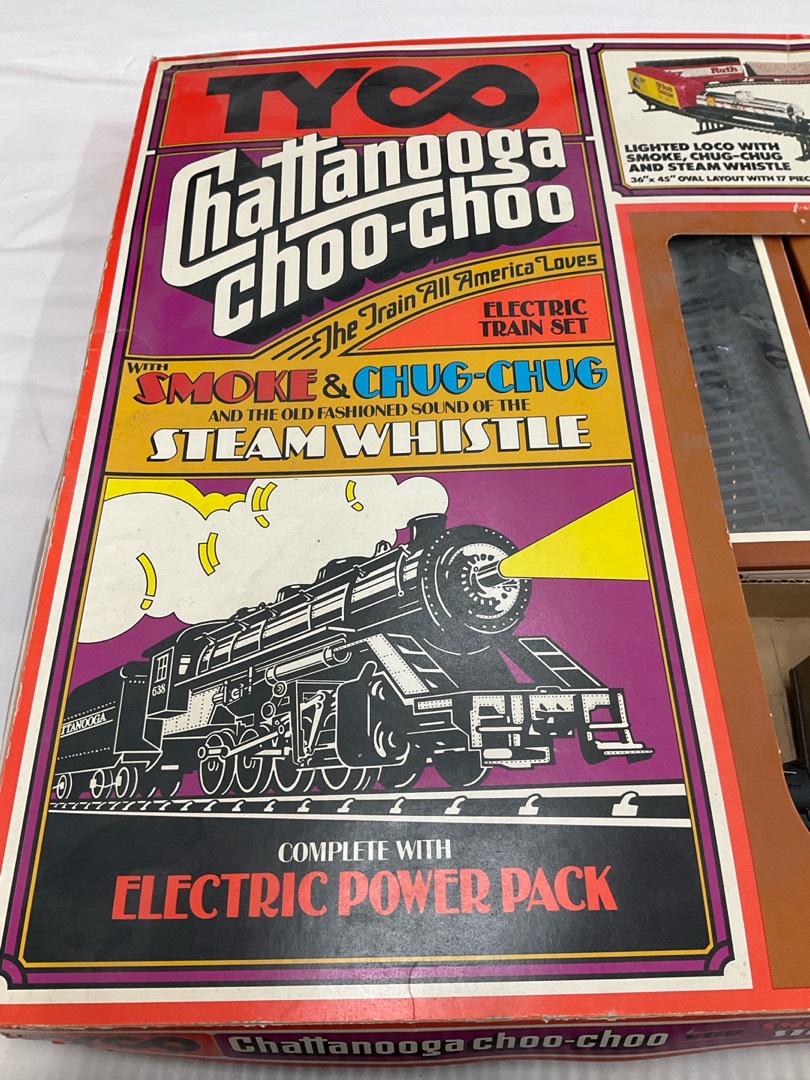 TYCO
Chattanooga
choo-choo
The Train All America Loves
ELECTRIC
TRAIN SET
WITH
SMOKE & CHUG-CHUG
AND THE OLD FASHIONED SOUND OF THE
STEAM WHISTLE
638
TTANOOGA
COMPLETE WITH
ELECTRIC POWER PACK
Ruth
LIGHTED LOCO WITH
SMOKE, CHUG-CHUG
AND STEAM WHISTLE
36" x 45" OVAL LAYOUT WITH 17 PIEC
TYCO Chattanooga choo-choo